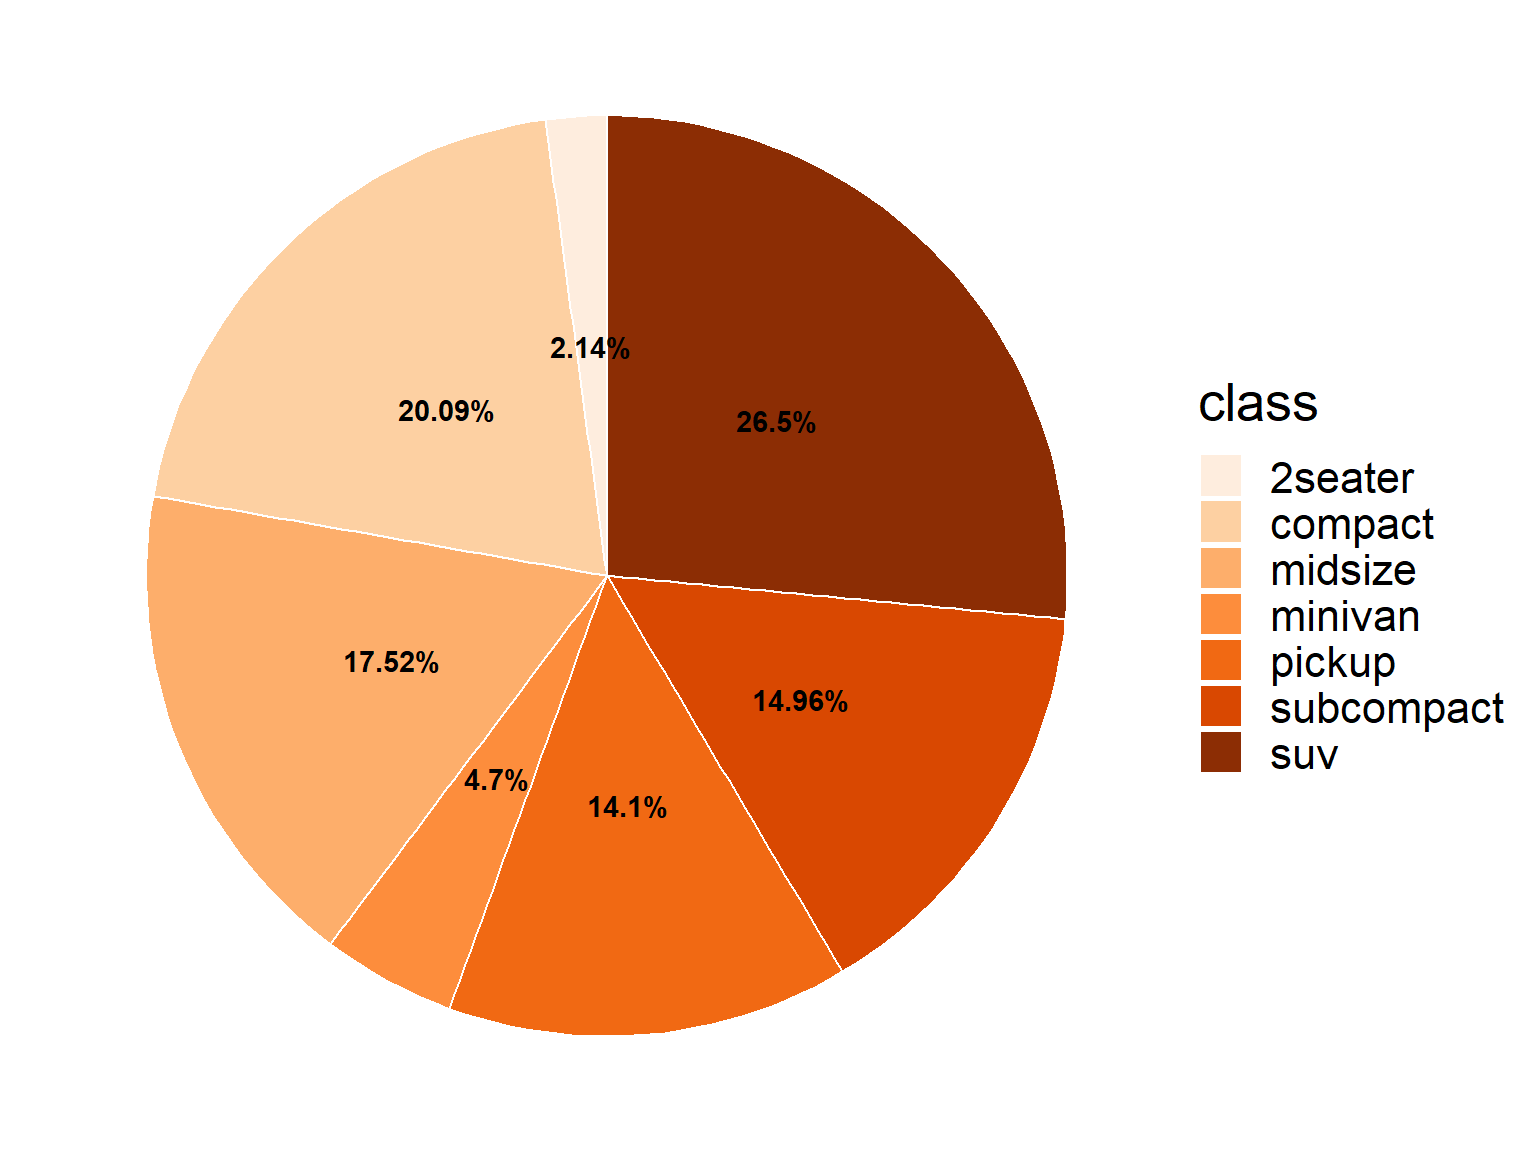 2.14%
20.09%
26.5%
17.52%
14.96%
4.7%
14.1%
class
2seater
compact
midsize
minivan
pickup
subcompact
suv